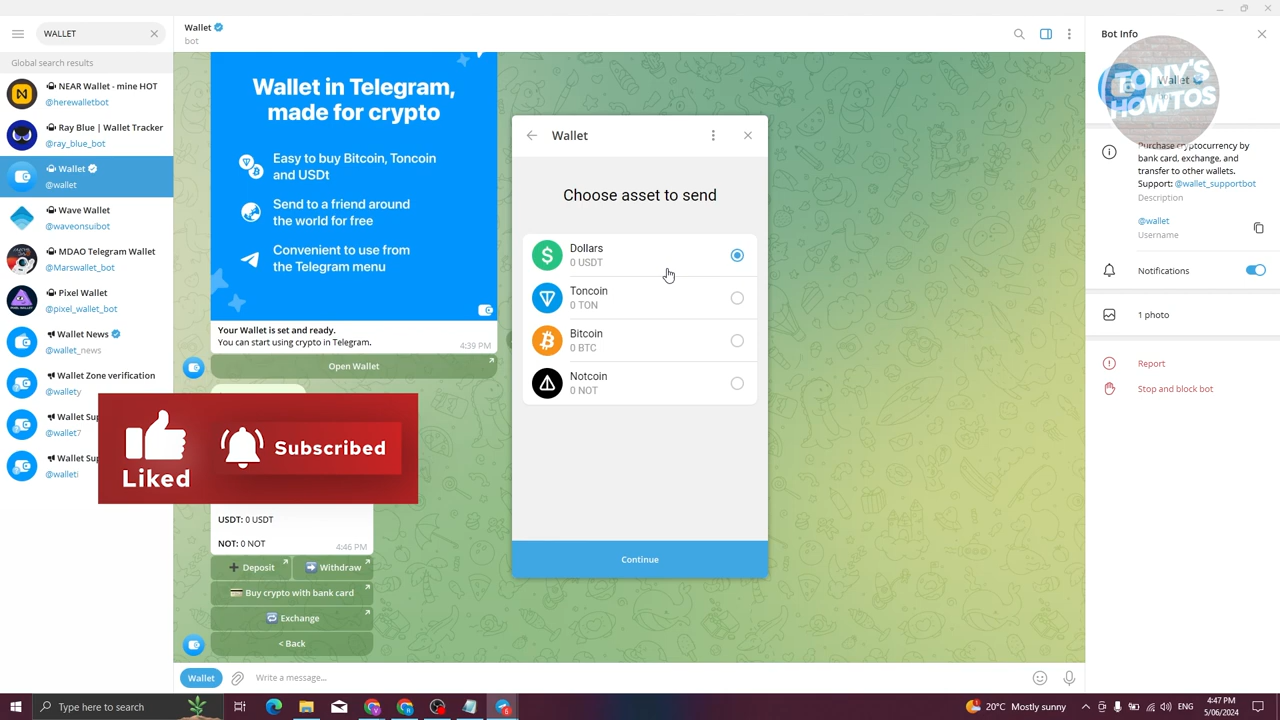 WALLET
Global search results
NEAR Wallet - mine HOT
@herewalletbot
Ray Blue | Wallet Tracker
@ray_blue_bot
Wallet
@wallet
Wave Wallet
@waveonsuibot
MDAO Telegram Wallet
@Marswallet_bot
Pixel Wallet
@pixel_wallet_bot
Wallet News
@wallet_news
Wallet Zone verification
@wallety
Wallet Su
@wallet7
Wallet Su
@walleti
Wallet
bot
Wallet in Telegram,
made for crypto
Easy to buy Bitcoin, Toncoin
and USDt
Send to a friend around
the world for free
Convenient to use from
the Telegram menu
Your Wallet is set and ready.
You can start using crypto in Telegram.
4:39 PM
Open Wallet
Liked
Subscribed
USDT: 0 USDT
NOT: 0 NOT
4:46 PM
Deposit
Withdraw
Buy crypto with bank card
Exchange
< Back
Wallet
Write a message...
Wallet
Choose asset to send
Dollars
0 USDT
Toncoin
0 TON
Bitcoin
0 BTC
Notcoin
0 NOT
Continue
Bot Info
Wallet
TONY'S
HOWTOS
Purchase cryptocurrency by
bank card, exchange, and
transfer to other wallets.
Support: @wallet_supportbot
Description
@wallet
Username
Notifications
1 photo
Report
Stop and block bot
Type here to search
20°C Mostly sunny
ENG
4:47 PM
5/06/2024